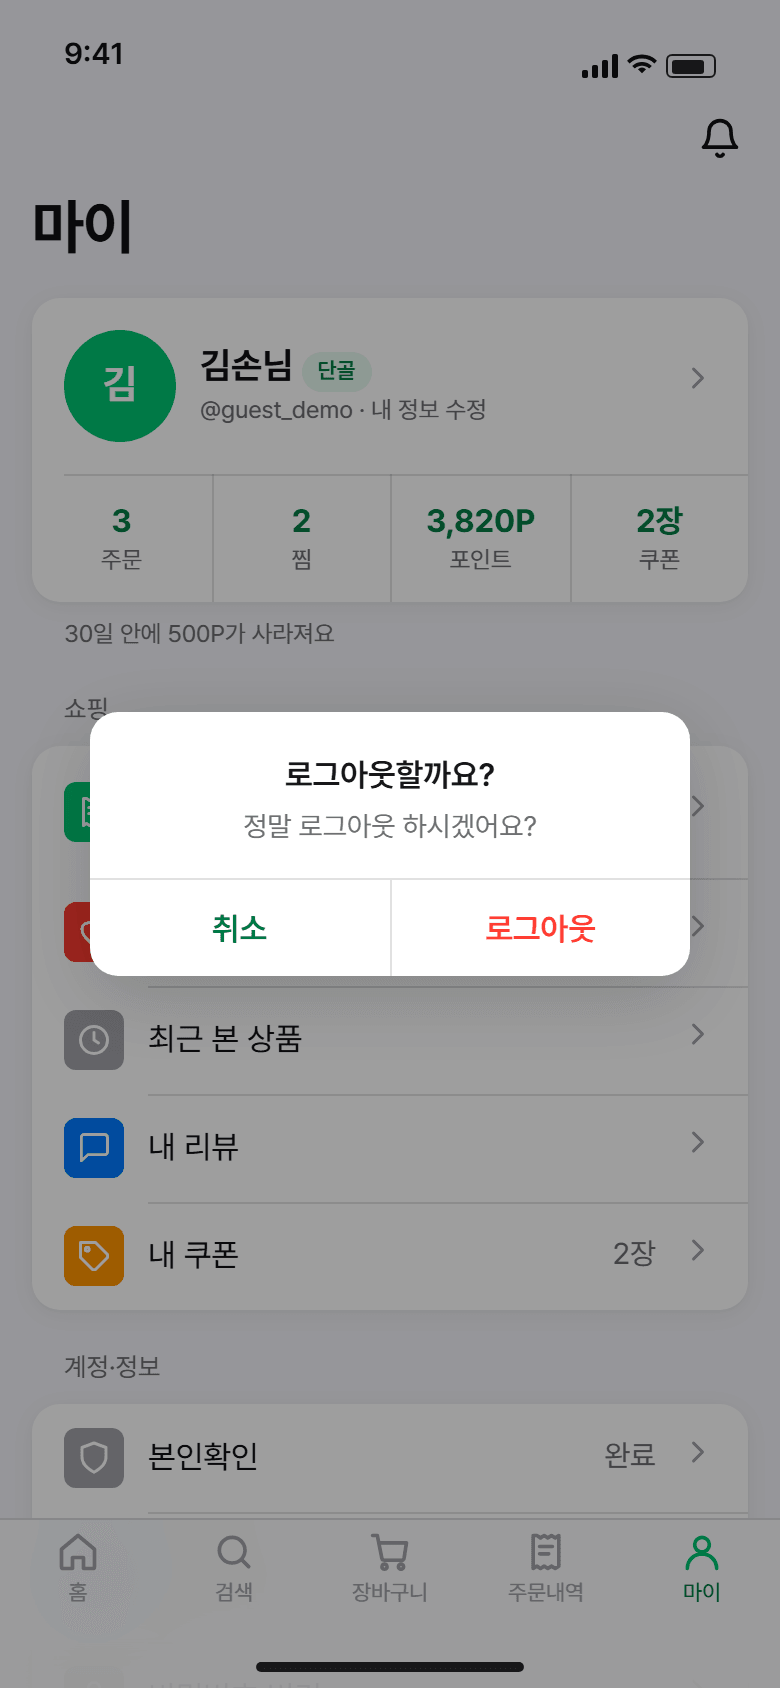 9:41
마이
김
김손님 단골
@guest_demo · 내 정보 수정
3 2 3,820P 2장
주문 찜 포인트 쿠폰
30일 안에 500P가 사라져요
쇼핑
로그아웃할까요?
정말 로그아웃 하시겠어요?
취소 로그아웃
최근 본 상품
내 리뷰
내 쿠폰 2장
계정·정보
본인확인 완료
홈 검색 장바구니 주문내역 마이